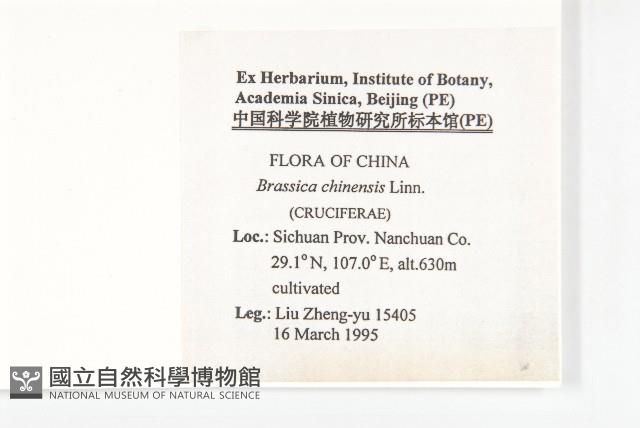 Ex Herbarium, Institute of Botany,
Academia Sinica, Beijing (PE)
中国科学院植物研究所标本馆(PE)
FLORA OF CHINA
Brassica chinensis Linn.
(CRUCIFERAE)
Loc.: Sichuan Prov. Nanchuan Co.
29.1°N, 107.0°E, alt.630m
cultivated
Leg.: Liu Zheng-yu 15405
16 March 1995
國立自然科學博物館
NATIONAL MUSEUM OF NATURAL SCIENCE